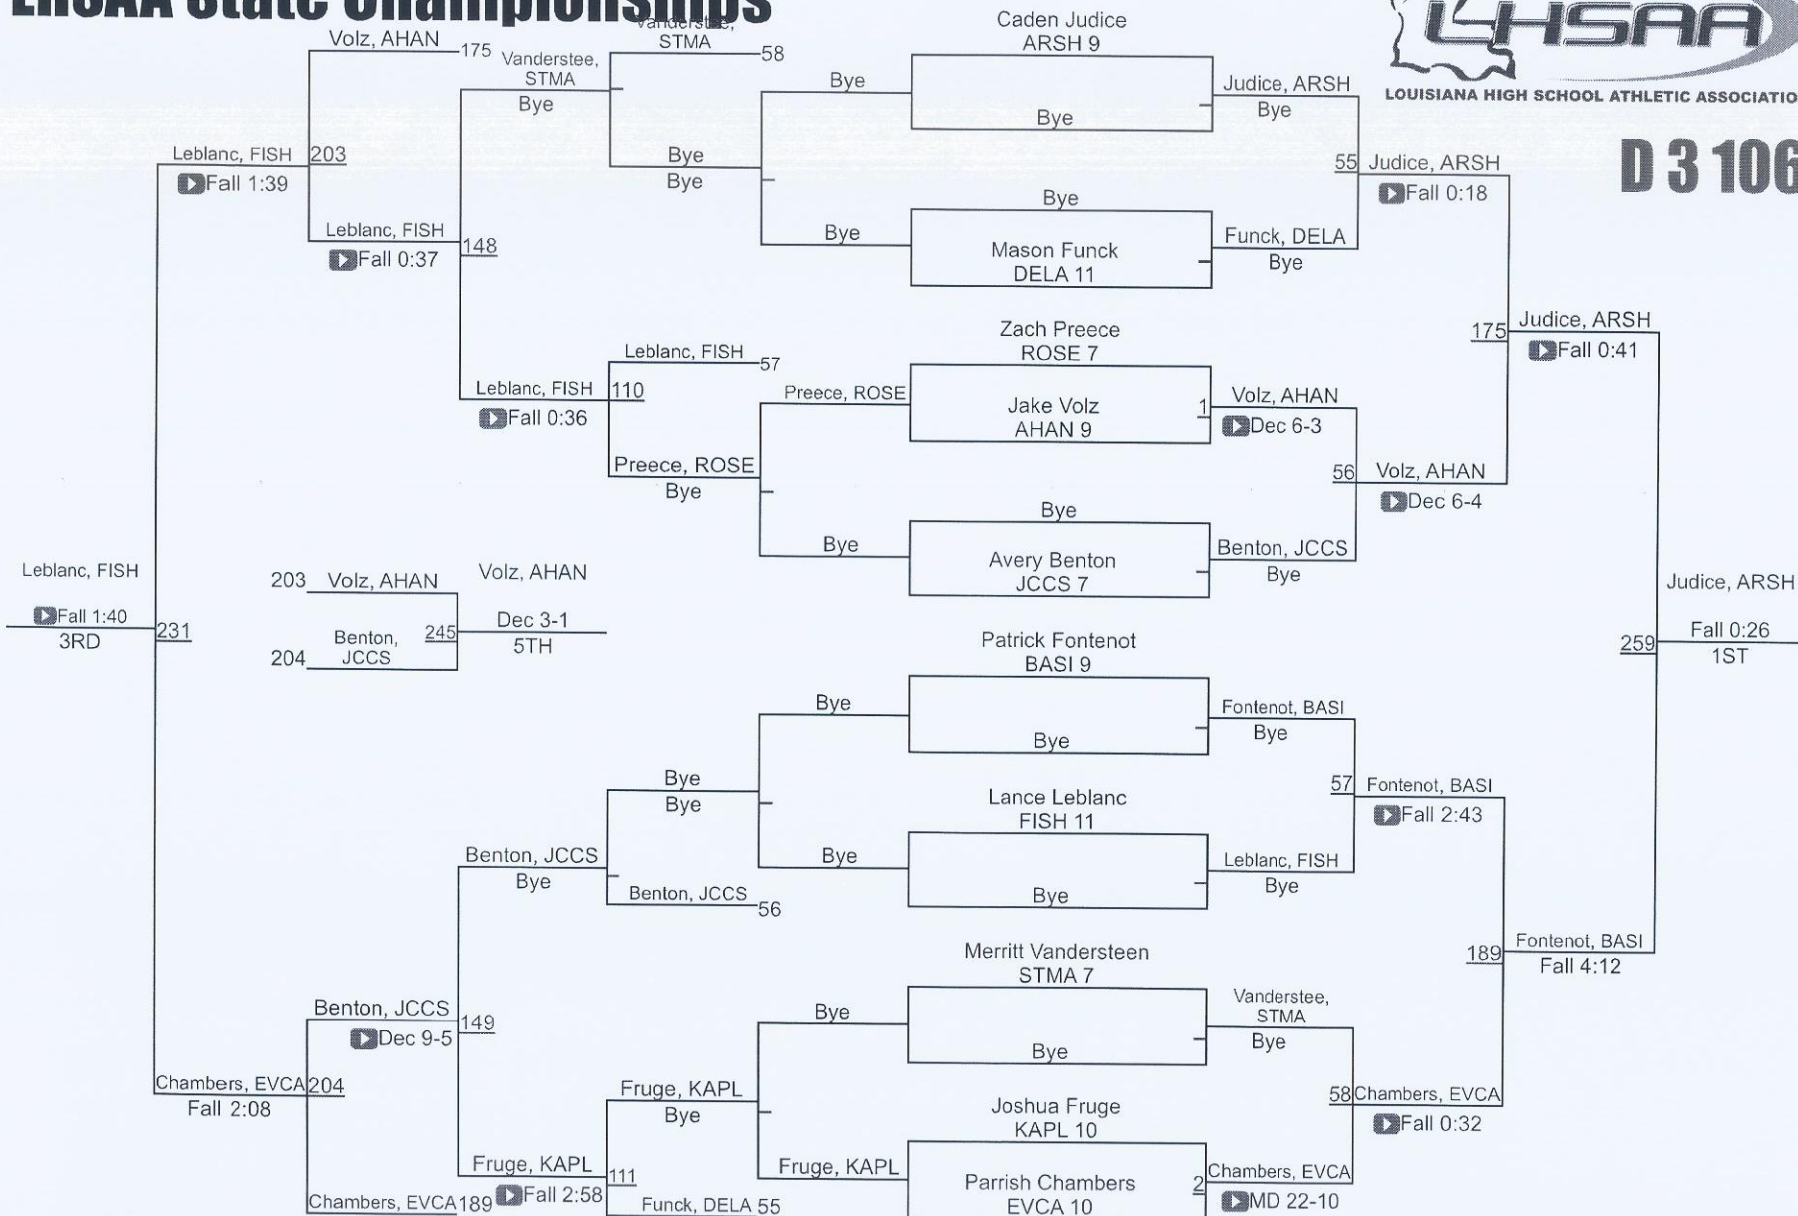 LHSAA State Championships
LHSAA
LOUISIANA HIGH SCHOOL ATHLETIC ASSOCIATIO
D 3 106
Volz, AHAN
175
Vanderstee,
STMA
Bye
Vanderstee,
STMA
58
Bye
Caden Judice
ARSH 9
Bye
Judice, ARSH
Bye
Leblanc, FISH
203
Fall 1:39
Bye
Bye
55
Judice, ARSH
Fall 0:18
Leblanc, FISH
148
Fall 0:37
Bye
Bye
Mason Funck
DELA 11
Funck, DELA
Bye
Zach Preece
ROSE 7
175
Judice, ARSH
Fall 0:41
Leblanc, FISH
57
Leblanc, FISH
110
Fall 0:36
Preece, ROSE
Jake Volz
AHAN 9
1
Volz, AHAN
Dec 6-3
Preece, ROSE
Bye
56
Volz, AHAN
Dec 6-4
Bye
Bye
Avery Benton
JCCS 7
Benton, JCCS
Bye
Leblanc, FISH
Fall 1:40
3RD
231
203
Volz, AHAN
204
Benton,
JCCS
245
Volz, AHAN
Dec 3-1
5TH
Judice, ARSH
259
Fall 0:26
1ST
Patrick Fontenot
BASI 9
Bye
Bye
Fontenot, BASI
Bye
Bye
Bye
Lance Leblanc
FISH 11
57
Fontenot, BASI
Fall 2:43
Benton, JCCS
Bye
Bye
Bye
Leblanc, FISH
Bye
Benton, JCCS
56
Merritt Vandersteen
STMA 7
189
Fontenot, BASI
Fall 4:12
Benton, JCCS
149
Dec 9-5
Bye
Bye
Vanderstee,
STMA
Bye
Chambers, EVCA
204
Fall 2:08
Fruge, KAPL
Bye
Joshua Fruge
KAPL 10
58
Chambers, EVCA
Fall 0:32
Fruge, KAPL
111
Fall 2:58
Fruge, KAPL
Parrish Chambers
EVCA 10
2
Chambers, EVCA
MD 22-10
Chambers, EVCA
189
Funck, DELA
55